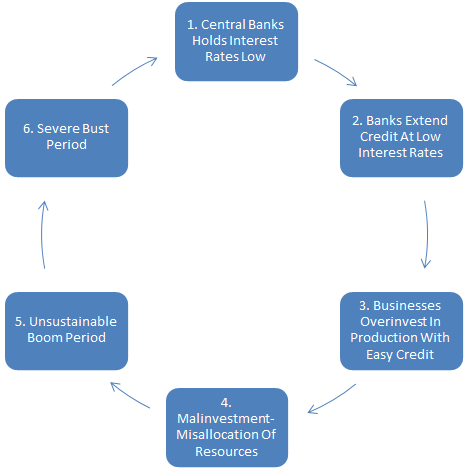 1. Central Banks
Holds Interest
Rates Low
2. Banks Extend
Credit At Low
Interest Rates
3. Businesses
Overinvest In
Production With
Easy Credit
4.
Malinvestment-
Misallocation Of
Resources
5. Unsustainable
Boom Period
6. Severe Bust
Period